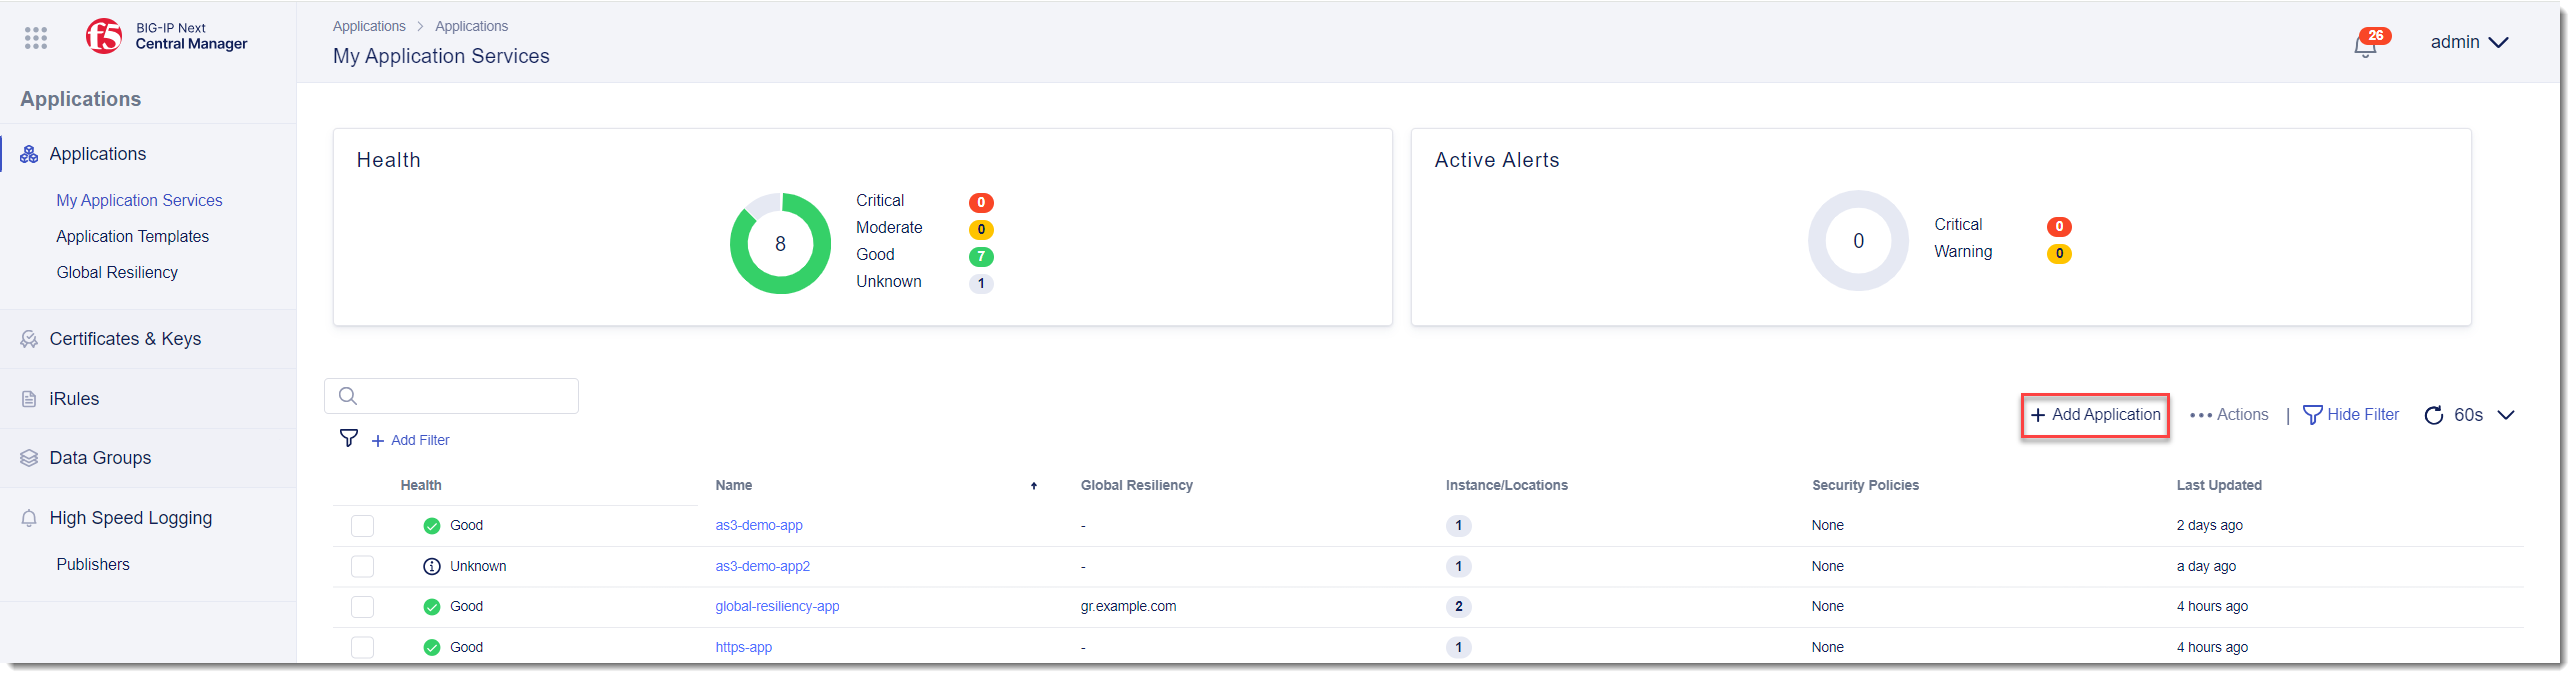 BIG-IP Next
Central Manager
Applications > Applications
My Application Services
26
admin
Applications
Applications
My Application Services
Application Templates
Global Resiliency
Certificates & Keys
iRules
Data Groups
High Speed Logging
Publishers
Health
8
Critical 0
Moderate 0
Good 7
Unknown 1
Active Alerts
0
Critical 0
Warning 0
+ Add Application ••• Actions | Hide Filter 60s
+ Add Filter
Health Name Global Resiliency Instance/Locations Security Policies Last Updated
Good as3-demo-app - 1 None 2 days ago
Unknown as3-demo-app2 - 1 None a day ago
Good global-resiliency-app gr.example.com 2 None 4 hours ago
Good https-app - 1 None 4 hours ago